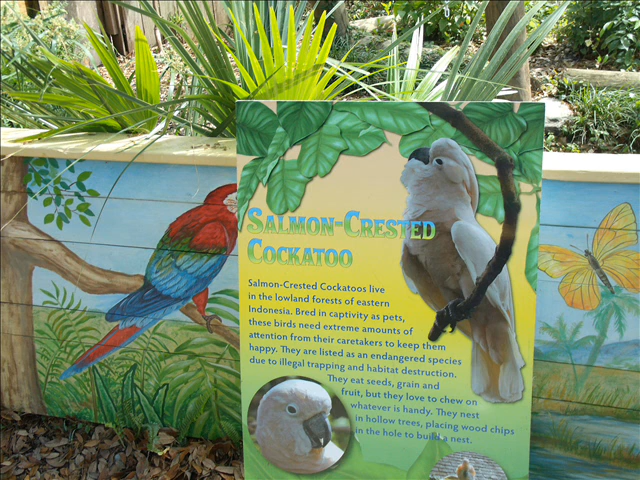 SALMON-CRESTED
COCKATOO
Salmon-Crested Cockatoos live
in the lowland forests of eastern
Indonesia. Bred in captivity as pets,
these birds need extreme amounts of
attention from their caretakers to keep them
happy. They are listed as an endangered species
due to illegal trapping and habitat destruction.
They eat seeds, grain and
fruit, but they love to chew on
whatever is handy. They nest
in hollow trees, placing wood chips
in the hole to build a nest.